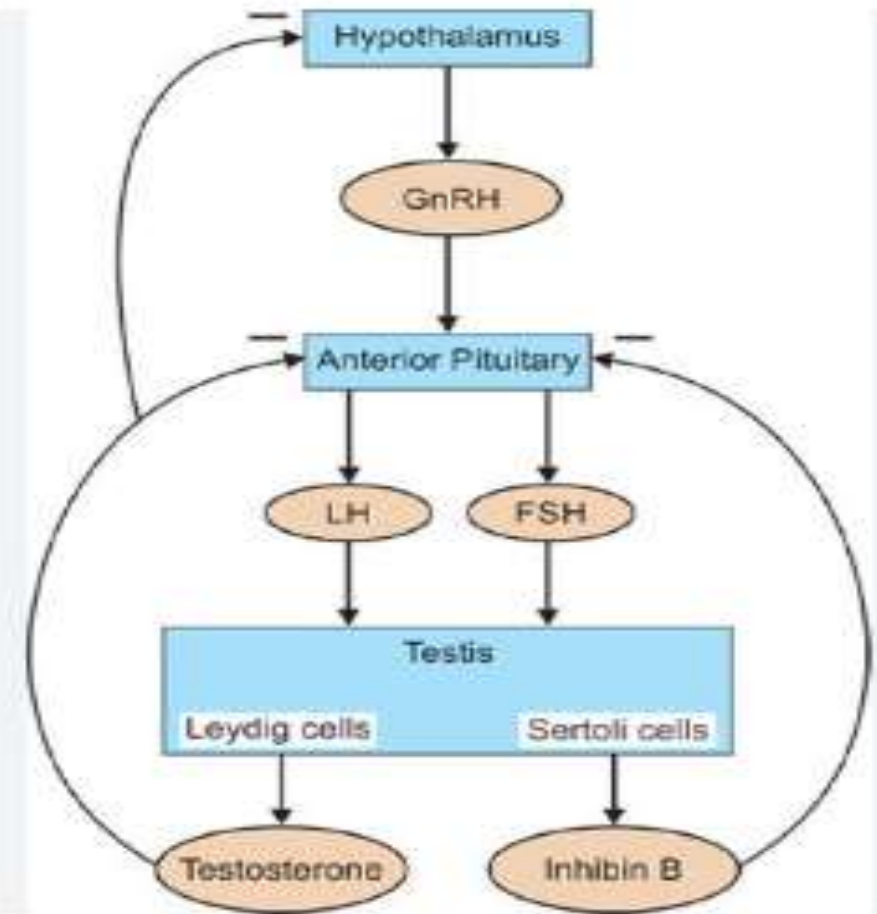 Hypothalamus
GnRH
Anterior Pituitary
LH
FSH
Testis
Leydig cells
Sertoli cells
Testosterone
Inhibin B